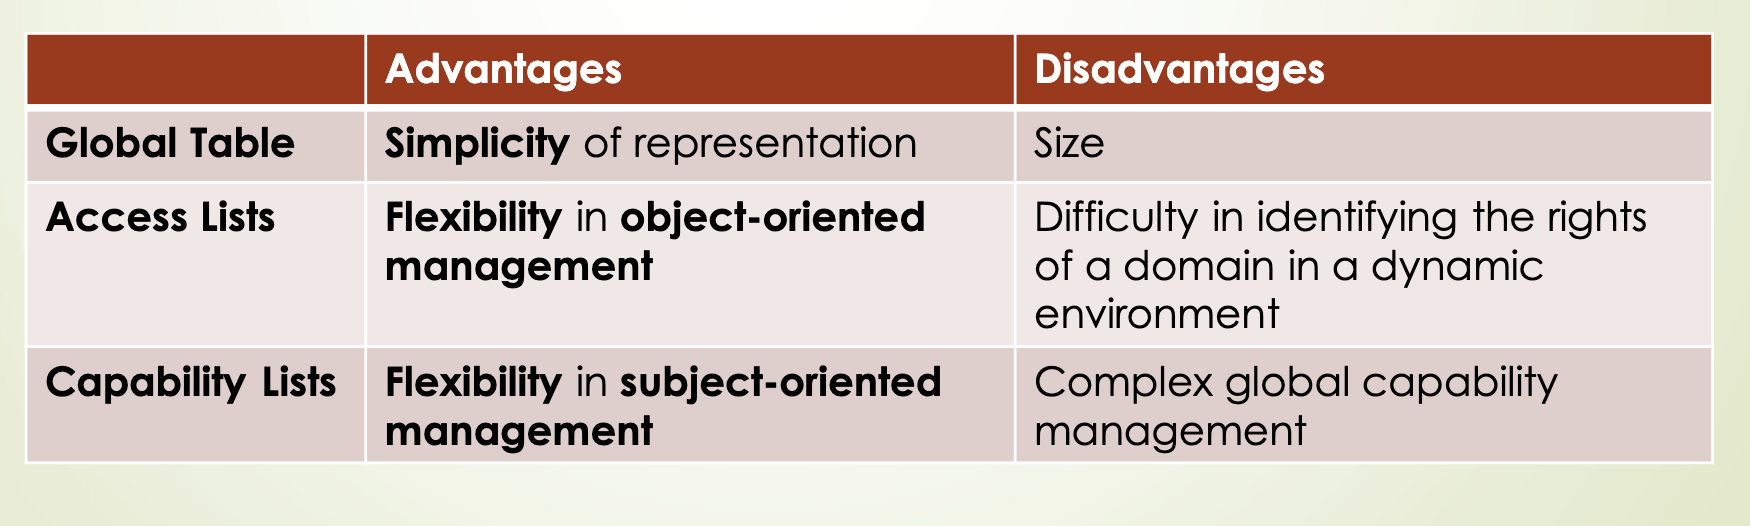 Advantages
Disadvantages
Global Table
Simplicity of representation
Size
Access Lists
Flexibility in object-oriented
management
Difficulty in identifying the rights
of a domain in a dynamic
environment
Capability Lists
Flexibility in subject-oriented
management
Complex global capability
management